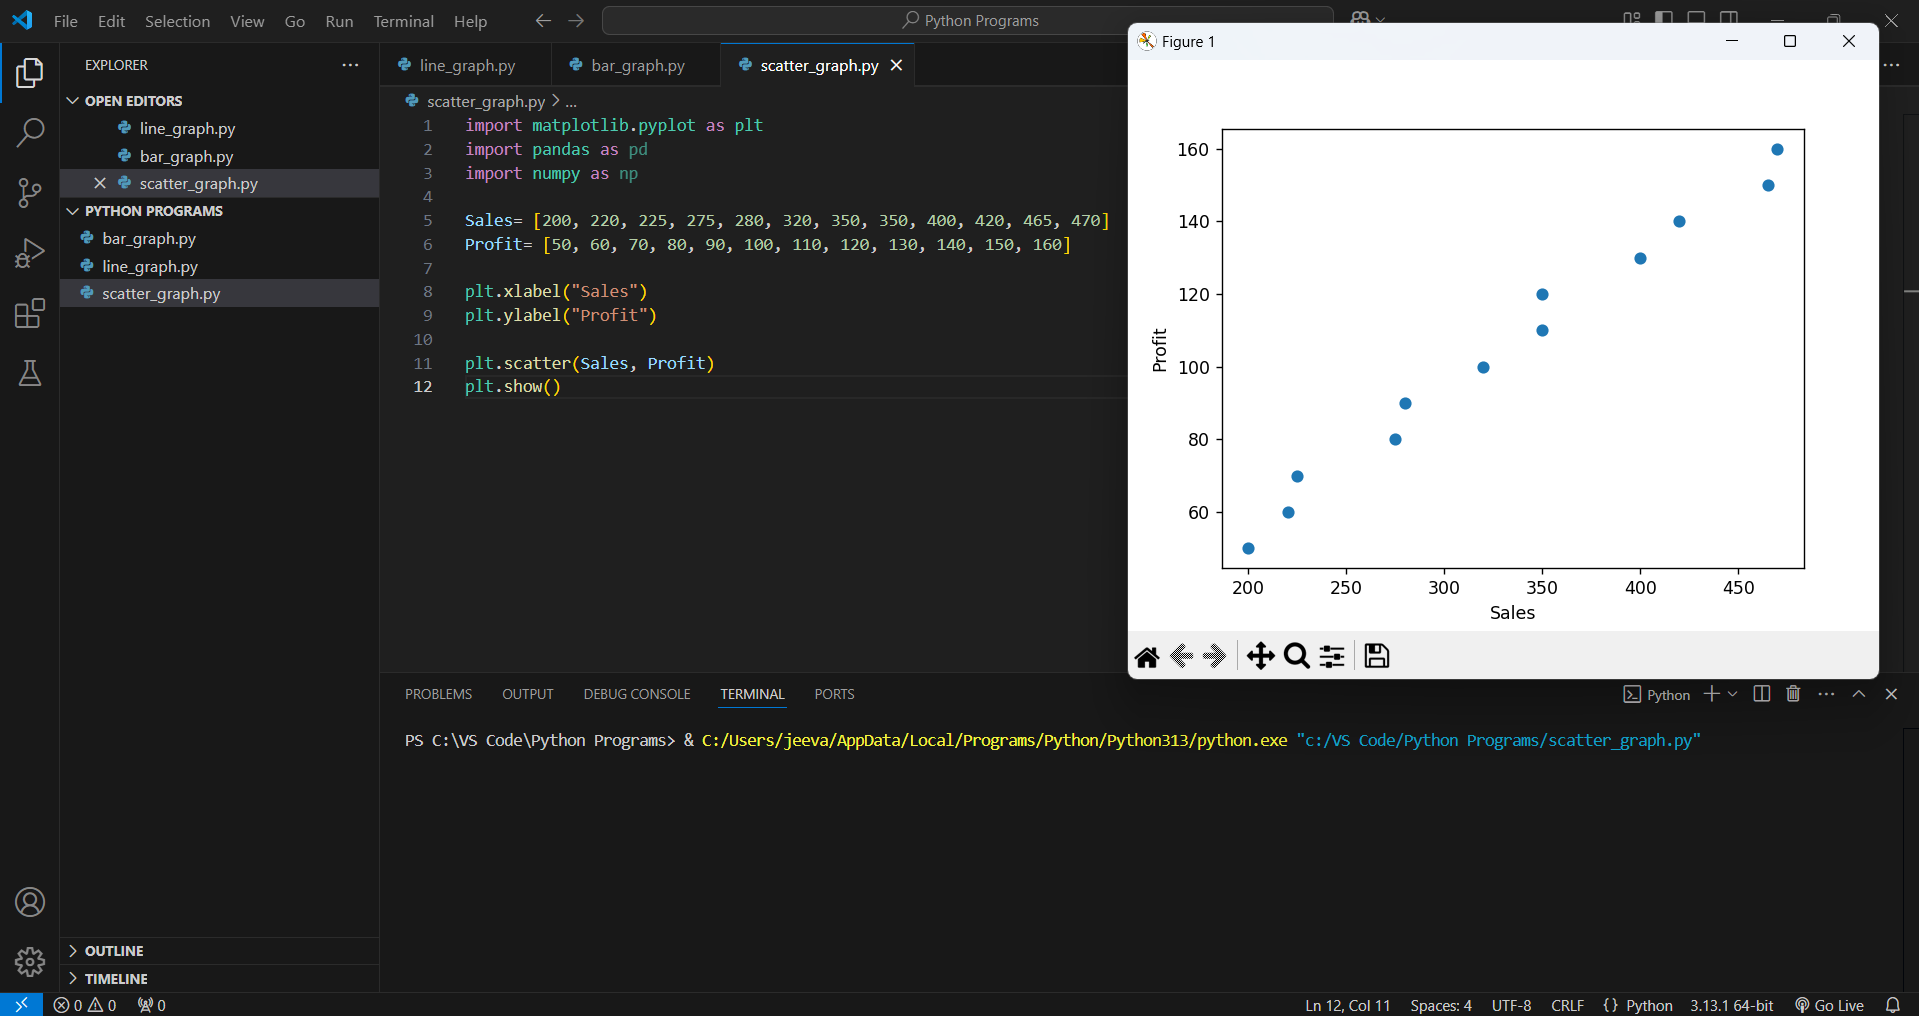 File Edit Selection View Go Run Terminal Help
Python Programs
EXPLORER
OPEN EDITORS
line_graph.py
bar_graph.py
scatter_graph.py
PYTHON PROGRAMS
bar_graph.py
line_graph.py
scatter_graph.py
OUTLINE
TIMELINE
line_graph.py bar_graph.py scatter_graph.py
scatter_graph.py > ...
1 import matplotlib.pyplot as plt
2 import pandas as pd
3 import numpy as np
4
5 Sales= [200, 220, 225, 275, 280, 320, 350, 350, 400, 420, 465, 470]
6 Profit= [50, 60, 70, 80, 90, 100, 110, 120, 130, 140, 150, 160]
7
8 plt.xlabel("Sales")
9 plt.ylabel("Profit")
10
11 plt.scatter(Sales, Profit)
12 plt.show()
Figure 1
160
140
120
100
80
60
Profit
200 250 300 350 400 450
Sales
PROBLEMS OUTPUT DEBUG CONSOLE TERMINAL PORTS
Python
PS C:\VS Code\Python Programs> & C:/Users/jeeva/AppData/Local/Programs/Python/Python313/python.exe "c:/VS Code/Python Programs/scatter_graph.py"
0 0 0
Ln 12, Col 11 Spaces: 4 UTF-8 CRLF {} Python 3.13.1 64-bit Go Live